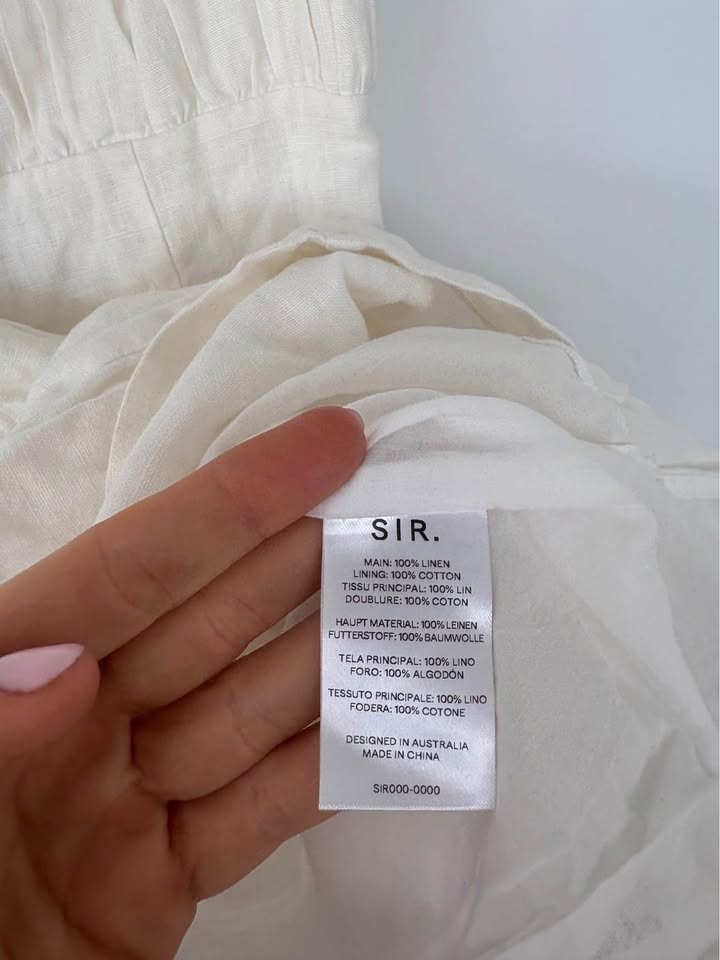 SIR.
MAIN: 100% LINEN
LINING: 100% COTTON
TISSU PRINCIPAL: 100% LIN
DOUBLURE: 100% COTON
HAUPT MATERIAL: 100% LEINEN
FUTTERSTOFF: 100% BAUMWOLLE
TELA PRINCIPAL: 100% LINO
FORO: 100% ALGODÓN
TESSUTO PRINCIPALE: 100% LINO
FODERA: 100% COTONE
DESIGNED IN AUSTRALIA
MADE IN CHINA
SIR000-0000